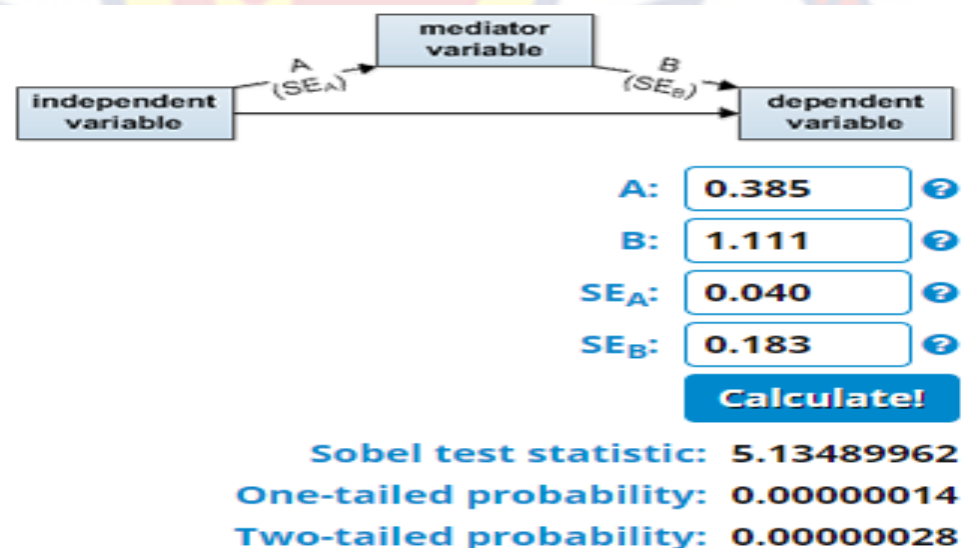 mediator
variable
A
(SEA)
B
(SEB)
independent
variable
dependent
variable
A: 0.385 ?
B: 1.111 ?
SEA: 0.040 ?
SEB: 0.183 ?
Calculate!
Sobel test statistic: 5.13489962
One-tailed probability: 0.00000014
Two-tailed probability: 0.00000028